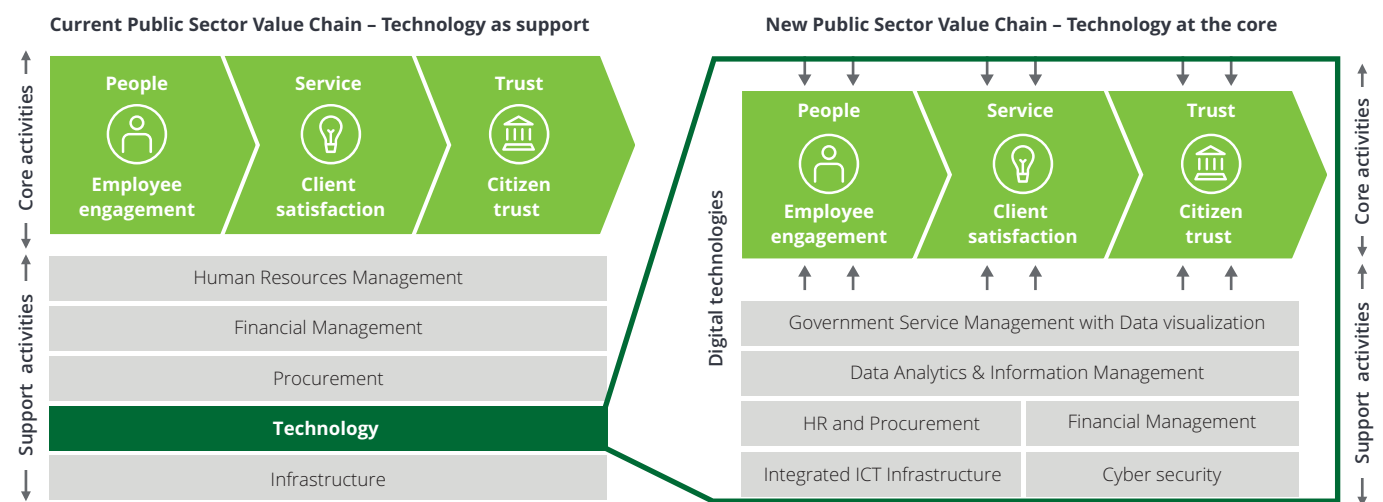 Current Public Sector Value Chain – Technology as support
Core activities
People
Employee
engagement
Service
Client
satisfaction
Trust
Citizen
trust
Support activities
Human Resources Management
Financial Management
Procurement
Technology
Infrastructure
New Public Sector Value Chain – Technology at the core
Digital technologies
People
Employee
engagement
Service
Client
satisfaction
Trust
Citizen
trust
Core activities
Government Service Management with Data visualization
Data Analytics & Information Management
HR and Procurement
Financial Management
Integrated ICT Infrastructure
Cyber security
Support activities